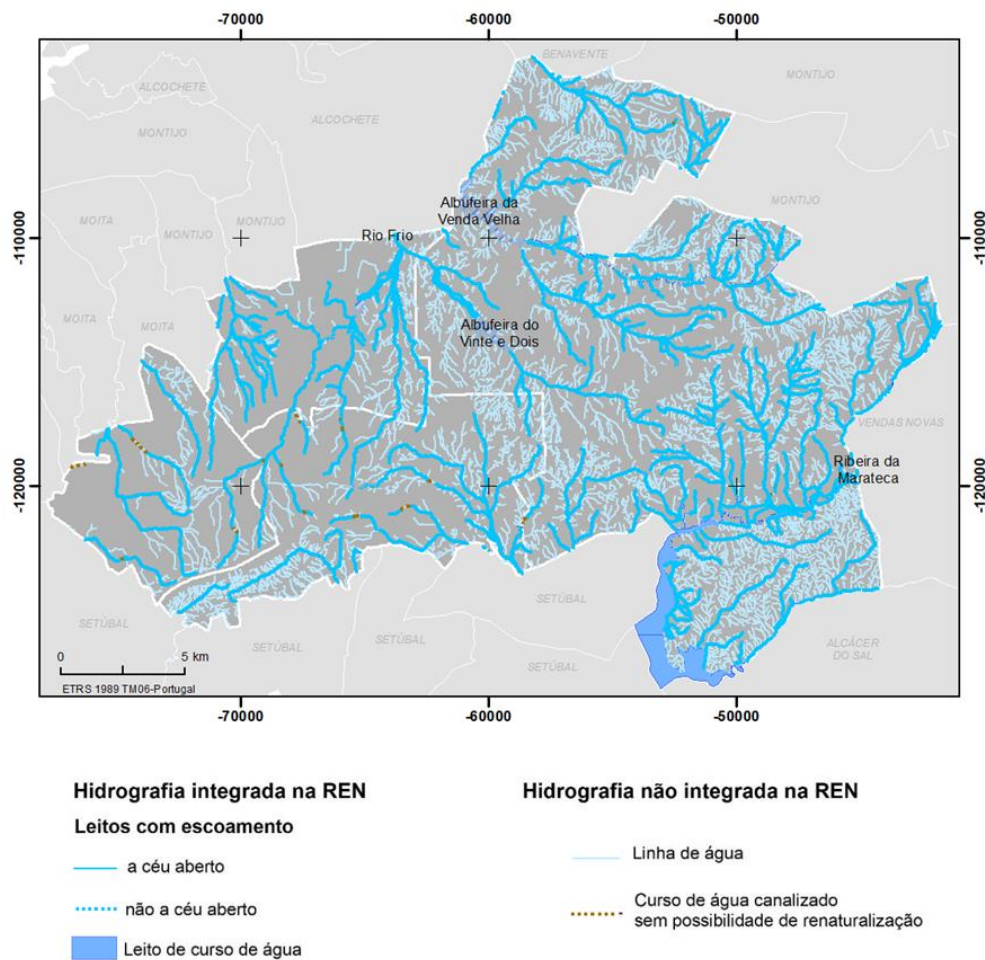 -70000
-60000
-50000
BENAVENTE
MONTIJO
ALCOCHETE
ALCOCHETE
MONTIJO
MONTIJO
Albufeira da
Venda Velha
MOITA
MONTIJO
MONTIJO
Rio Frio
-110000
-110000
MOITA
MOITA
Albufeira do
Vinte e Dois
VENDAS NOVAS
Ribeira da
Marateca
-120000
-120000
SETÚBAL
SETÚBAL
SETÚBAL
SETÚBAL
SETÚBAL
ALCÁCER
DO SAL
0 5 km
ETRS 1989 TM06-Portugal
-70000
-60000
-50000
Hidrografia integrada na REN
Leitos com escoamento
a céu aberto
não a céu aberto
Leito de curso de água
Hidrografia não integrada na REN
Linha de água
Curso de água canalizado
sem possibilidade de renaturalização